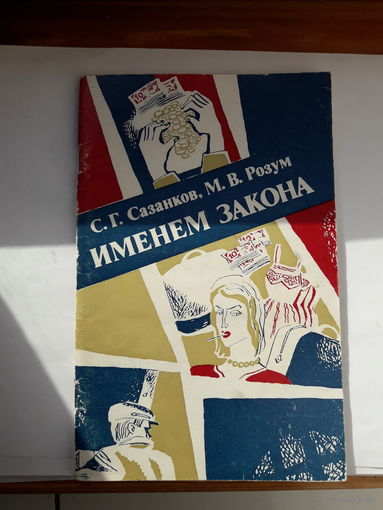 С. Г. Сазанков, М. В. Розум
ИМЕНЕМ ЗАКОНА